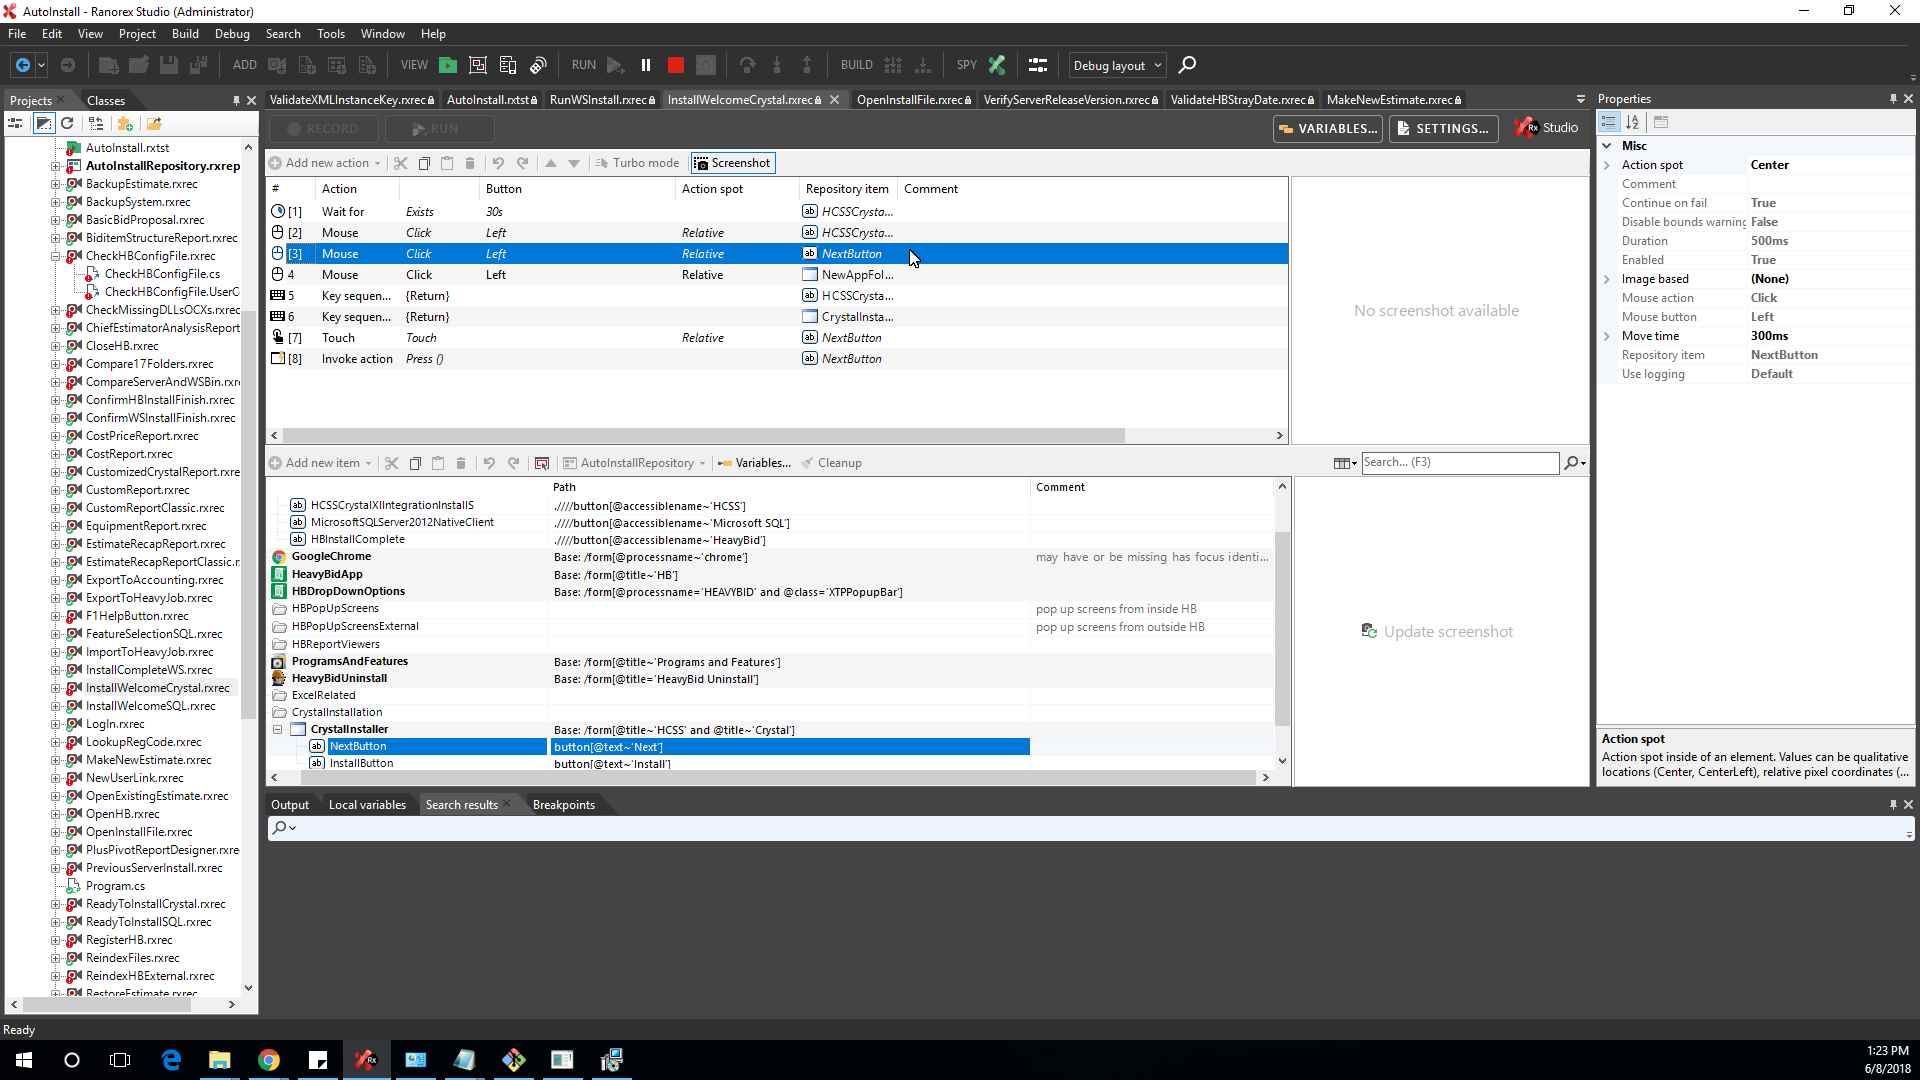 AutoInstall - Ranorex Studio (Administrator)
File Edit View Project Build Debug Search Tools Window Help
ADD VIEW RUN BUILD SPY Debug layout
Projects Classes
ValidateXMLInstanceKey.rxrec AutoInstall.rxtst RunWSInstall.rxrec InstallWelcomeCrystal.rxrec OpenInstallFile.rxrec VerifyServerReleaseVersion.rxrec ValidateHBStrayDate.rxrec MakeNewEstimate.rxrec
RECORD RUN VARIABLES... SETTINGS... Rx Studio
Add new action Turbo mode Screenshot
# Action Button Action spot Repository item Comment
[1] Wait for Exists 30s HCSSCrysta...
[2] Mouse Click Left Relative HCSSCrysta...
[3] Mouse Click Left Relative NextButton
4 Mouse Click Left Relative NewAppFol...
5 Key sequen... {Return} HCSSCrysta...
6 Key sequen... {Return} CrystalInsta...
[7] Touch Touch Relative NextButton
[8] Invoke action Press () NextButton
No screenshot available
AutoInstall.rxtst
AutoInstallRepository.rxrep
BackupEstimate.rxrec
BackupSystem.rxrec
BasicBidProposal.rxrec
BiditemStructureReport.rxrec
CheckHBConfigFile.rxrec
CheckHBConfigFile.cs
CheckHBConfigFile.UserC
CheckMissingDLLsOCXs.rxrec
ChiefEstimatorAnalysisReport
CloseHB.rxrec
Compare17Folders.rxrec
CompareServerAndWSBin.rxr
ConfirmHBInstallFinish.rxrec
ConfirmWSInstallFinish.rxrec
CostPriceReport.rxrec
CostReport.rxrec
CustomizedCrystalReport.rxre
CustomReport.rxrec
CustomReportClassic.rxrec
EquipmentReport.rxrec
EstimateRecapReport.rxrec
EstimateRecapReportClassic.r
ExportToAccounting.rxrec
ExportToHeavyJob.rxrec
F1HelpButton.rxrec
FeatureSelectionSQL.rxrec
ImportToHeavyJob.rxrec
InstallCompleteWS.rxrec
InstallWelcomeCrystal.rxrec
InstallWelcomeSQL.rxrec
LogIn.rxrec
LookupRegCode.rxrec
MakeNewEstimate.rxrec
NewUserLink.rxrec
OpenExistingEstimate.rxrec
OpenHB.rxrec
OpenInstallFile.rxrec
PlusPivotReportDesigner.rxre
PreviousServerInstall.rxrec
Program.cs
ReadyToInstallCrystal.rxrec
ReadyToInstallSQL.rxrec
RegisterHB.rxrec
ReindexFiles.rxrec
ReindexHBExternal.rxrec
RestoreEstimate.rxrec
Add new item AutoInstallRepository Variables... Cleanup Search... (F3)
Path Comment
HCSSCrystalXIIntegrationInstallS .////button[@accessiblename~'HCSS']
MicrosoftSQLServer2012NativeClient .////button[@accessiblename~'Microsoft SQL']
HBInstallComplete .////button[@accessiblename~'HeavyBid']
GoogleChrome Base: /form[@processname~'chrome'] may have or be missing has focus identi...
HeavyBidApp Base: /form[@title~'HB']
HBDropDownOptions Base: /form[@processname='HEAVYBID' and @class='XTPPopupBar']
HBPopUpScreens pop up screens from inside HB
HBPopUpScreensExternal pop up screens from outside HB
HBReportViewers
ProgramsAndFeatures Base: /form[@title~'Programs and Features']
HeavyBidUninstall Base: /form[@title='HeavyBid Uninstall']
ExcelRelated
CrystalInstallation
CrystalInstaller Base: /form[@title~'HCSS' and @title~'Crystal']
NextButton button[@text~'Next']
InstallButton button[@text~'Install']
Update screenshot
Properties
Misc
Action spot Center
Comment
Continue on fail True
Disable bounds warning False
Duration 500ms
Enabled True
Image based (None)
Mouse action Click
Mouse button Left
Move time 300ms
Repository item NextButton
Use logging Default
Action spot
Action spot inside of an element. Values can be qualitative
locations (Center, CenterLeft), relative pixel coordinates (...
Output Local variables Search results Breakpoints
Ready
1:23 PM
6/8/2018